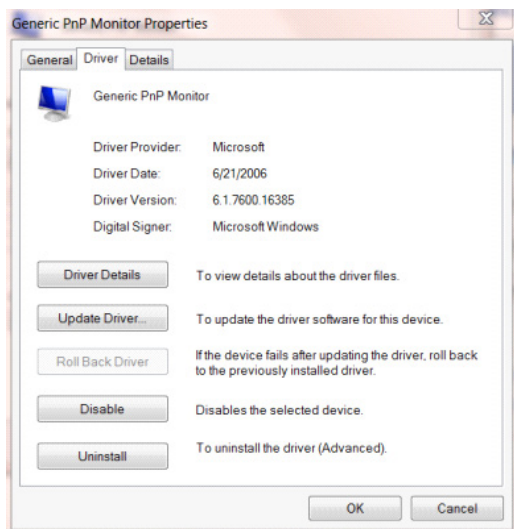 Generic PnP Monitor Properties
General Driver Details
Generic PnP Monitor
Driver Provider: Microsoft
Driver Date: 6/21/2006
Driver Version: 6.1.7600.16385
Digital Signer: Microsoft Windows
Driver Details To view details about the driver files.
Update Driver... To update the driver software for this device.
Roll Back Driver If the device fails after updating the driver, roll back
to the previously installed driver.
Disable Disables the selected device.
Uninstall To uninstall the driver (Advanced).
OK Cancel